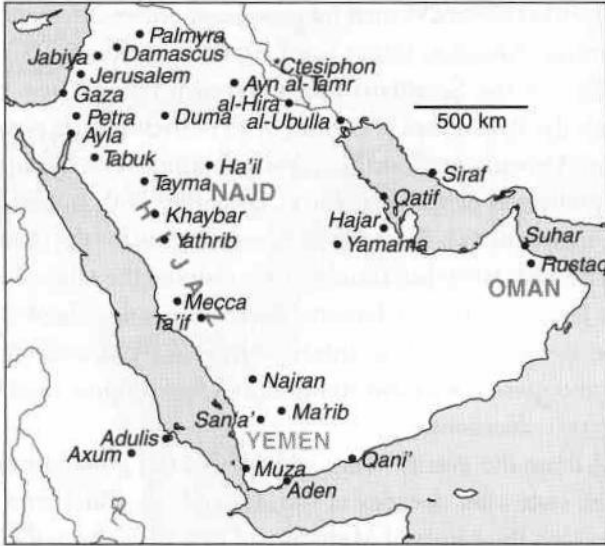 Palmyra
Damascus
Jabiya
Jerusalem
Gaza
Petra
Ayla
Tabuk
Duma
*Ctesiphon
Ayn al-Tamr
al-Hira
al-Ubulla
500 km
Siraf
Ha'il
NAJD
Tayma
Khaybar
Yathrib
HIJAZ
Qatif
Hajar
Yamama
Suhar
Rustaq
OMAN
Mecca
Ta'if
Najran
Ma'rib
San'a'
YEMEN
Adulis
Axum
Muza
Aden
Qani'